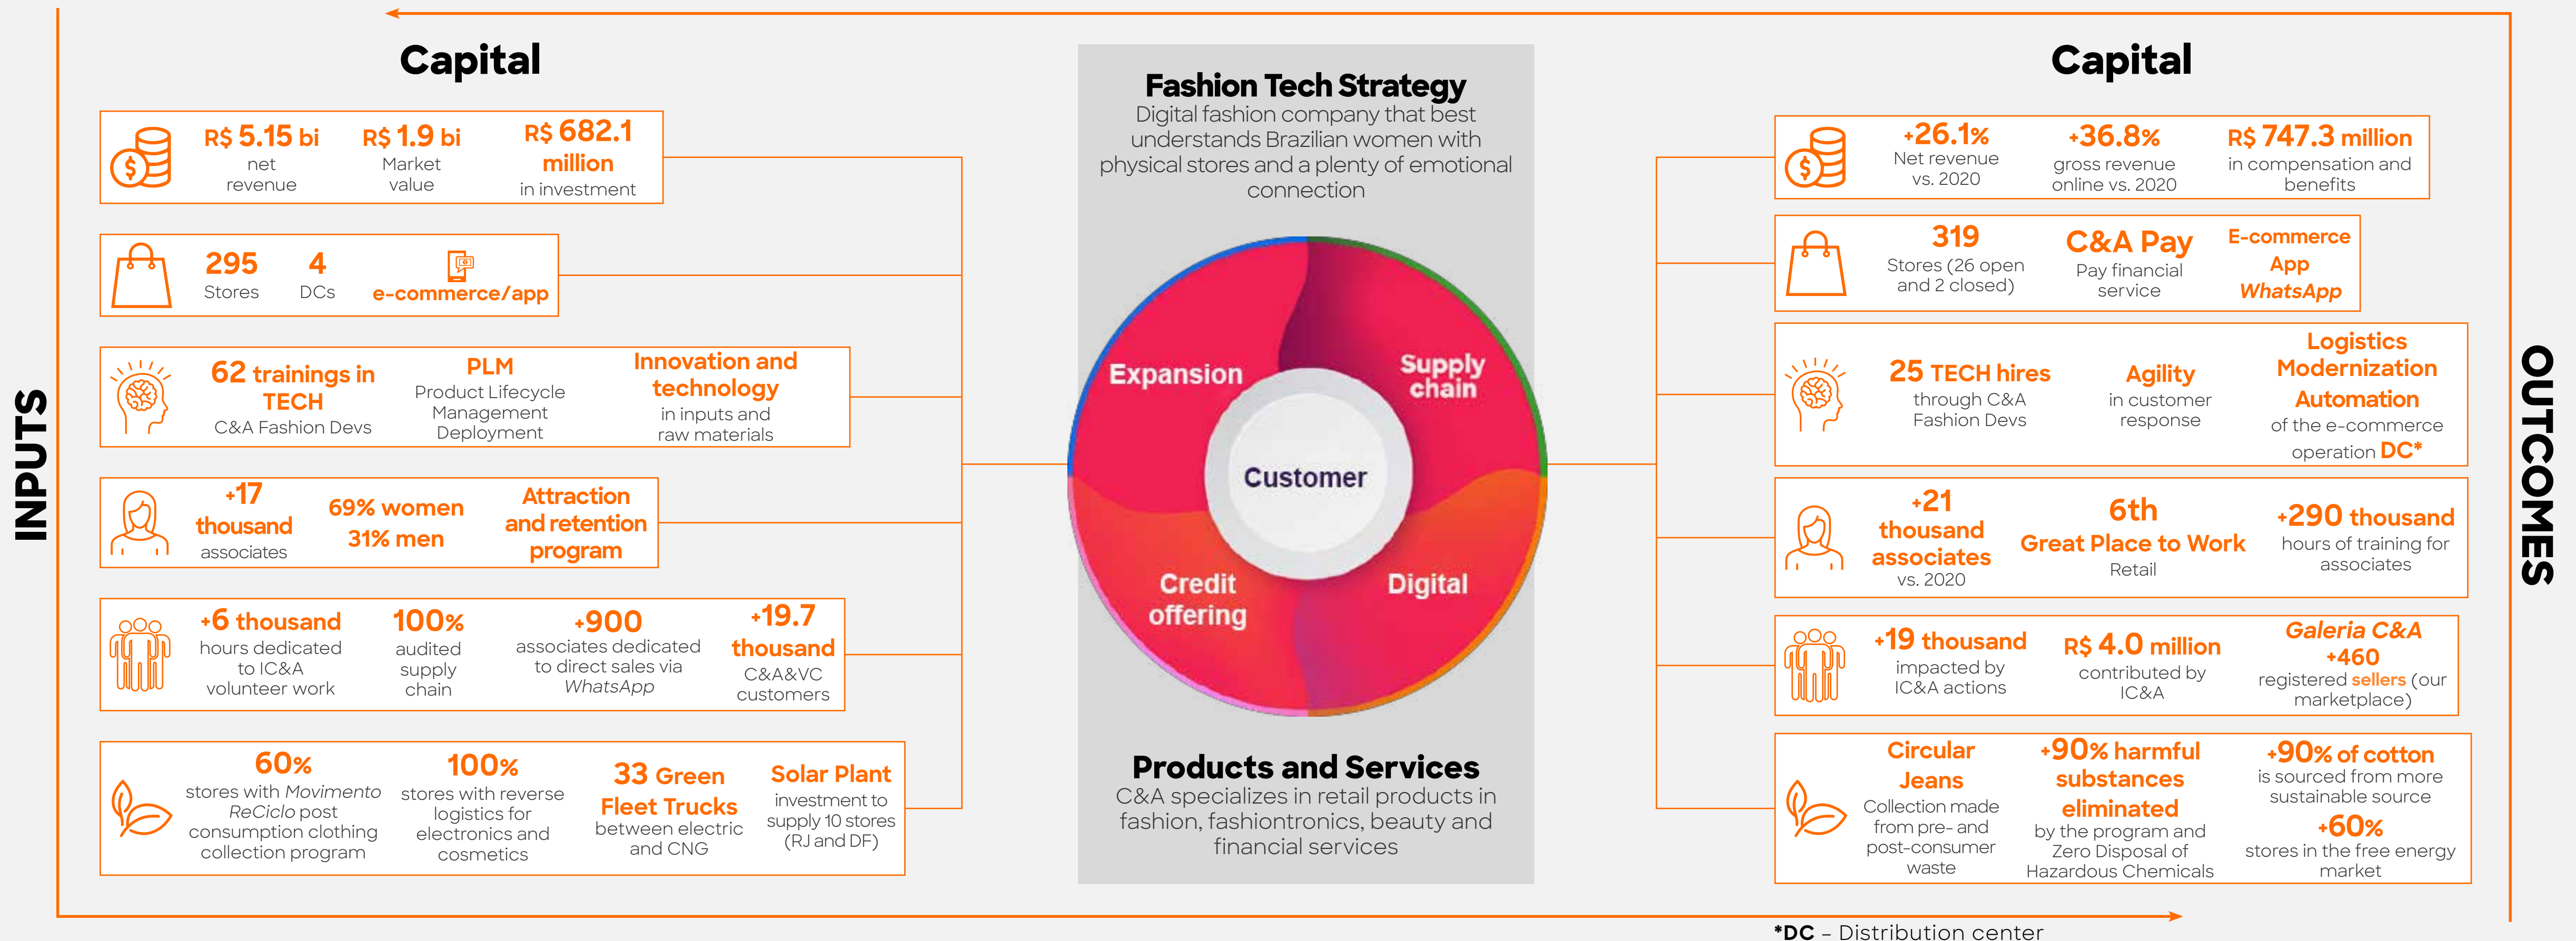 INPUTS
Capital
R$ 5.15 bi
net
revenue
R$ 1.9 bi
Market
value
R$ 682.1
million
in investment
295
Stores
4
DCs
e-commerce/app
62 trainings in
TECH
C&A Fashion Devs
PLM
Product Lifecycle
Management
Deployment
Innovation and
technology
in inputs and
raw materials
+17
thousand
associates
69% women
31% men
Attraction
and retention
program
+6 thousand
hours dedicated
to IC&A
volunteer work
100%
audited
supply
chain
+900
associates dedicated
to direct sales via
WhatsApp
+19.7
thousand
C&A&VC
customers
60%
stores with Movimento
ReCiclo post
consumption clothing
collection program
100%
stores with reverse
logistics for
electronics and
cosmetics
33 Green
Fleet Trucks
between electric
and CNG
Solar Plant
investment to
supply 10 stores
(RJ and DF)
Fashion Tech Strategy
Digital fashion company that best
understands Brazilian women with
physical stores and a plenty of emotional
connection
Expansion
Supply
chain
Customer
Credit
offering
Digital
Products and Services
C&A specializes in retail products in
fashion, fashiontronics, beauty and
financial services
Capital
+26.1%
Net revenue
vs. 2020
+36.8%
gross revenue
online vs. 2020
R$ 747.3 million
in compensation and
benefits
319
Stores (26 open
and 2 closed)
C&A Pay
Pay financial
service
E-commerce
App
WhatsApp
25 TECH hires
through C&A
Fashion Devs
Agility
in customer
response
Logistics
Modernization
Automation
of the e-commerce
operation DC*
+21
thousand
associates
vs. 2020
6th
Great Place to Work
Retail
+290 thousand
hours of training for
associates
+19 thousand
impacted by
IC&A actions
R$ 4.0 million
contributed by
IC&A
Galeria C&A
+460
registered sellers (our
marketplace)
Circular
Jeans
Collection made
from pre- and
post-consumer
waste
+90% harmful
substances
eliminated
by the program and
Zero Disposal of
Hazardous Chemicals
+90% of cotton
is sourced from more
sustainable source
+60%
stores in the free energy
market
OUTCOMES
*DC – Distribution center